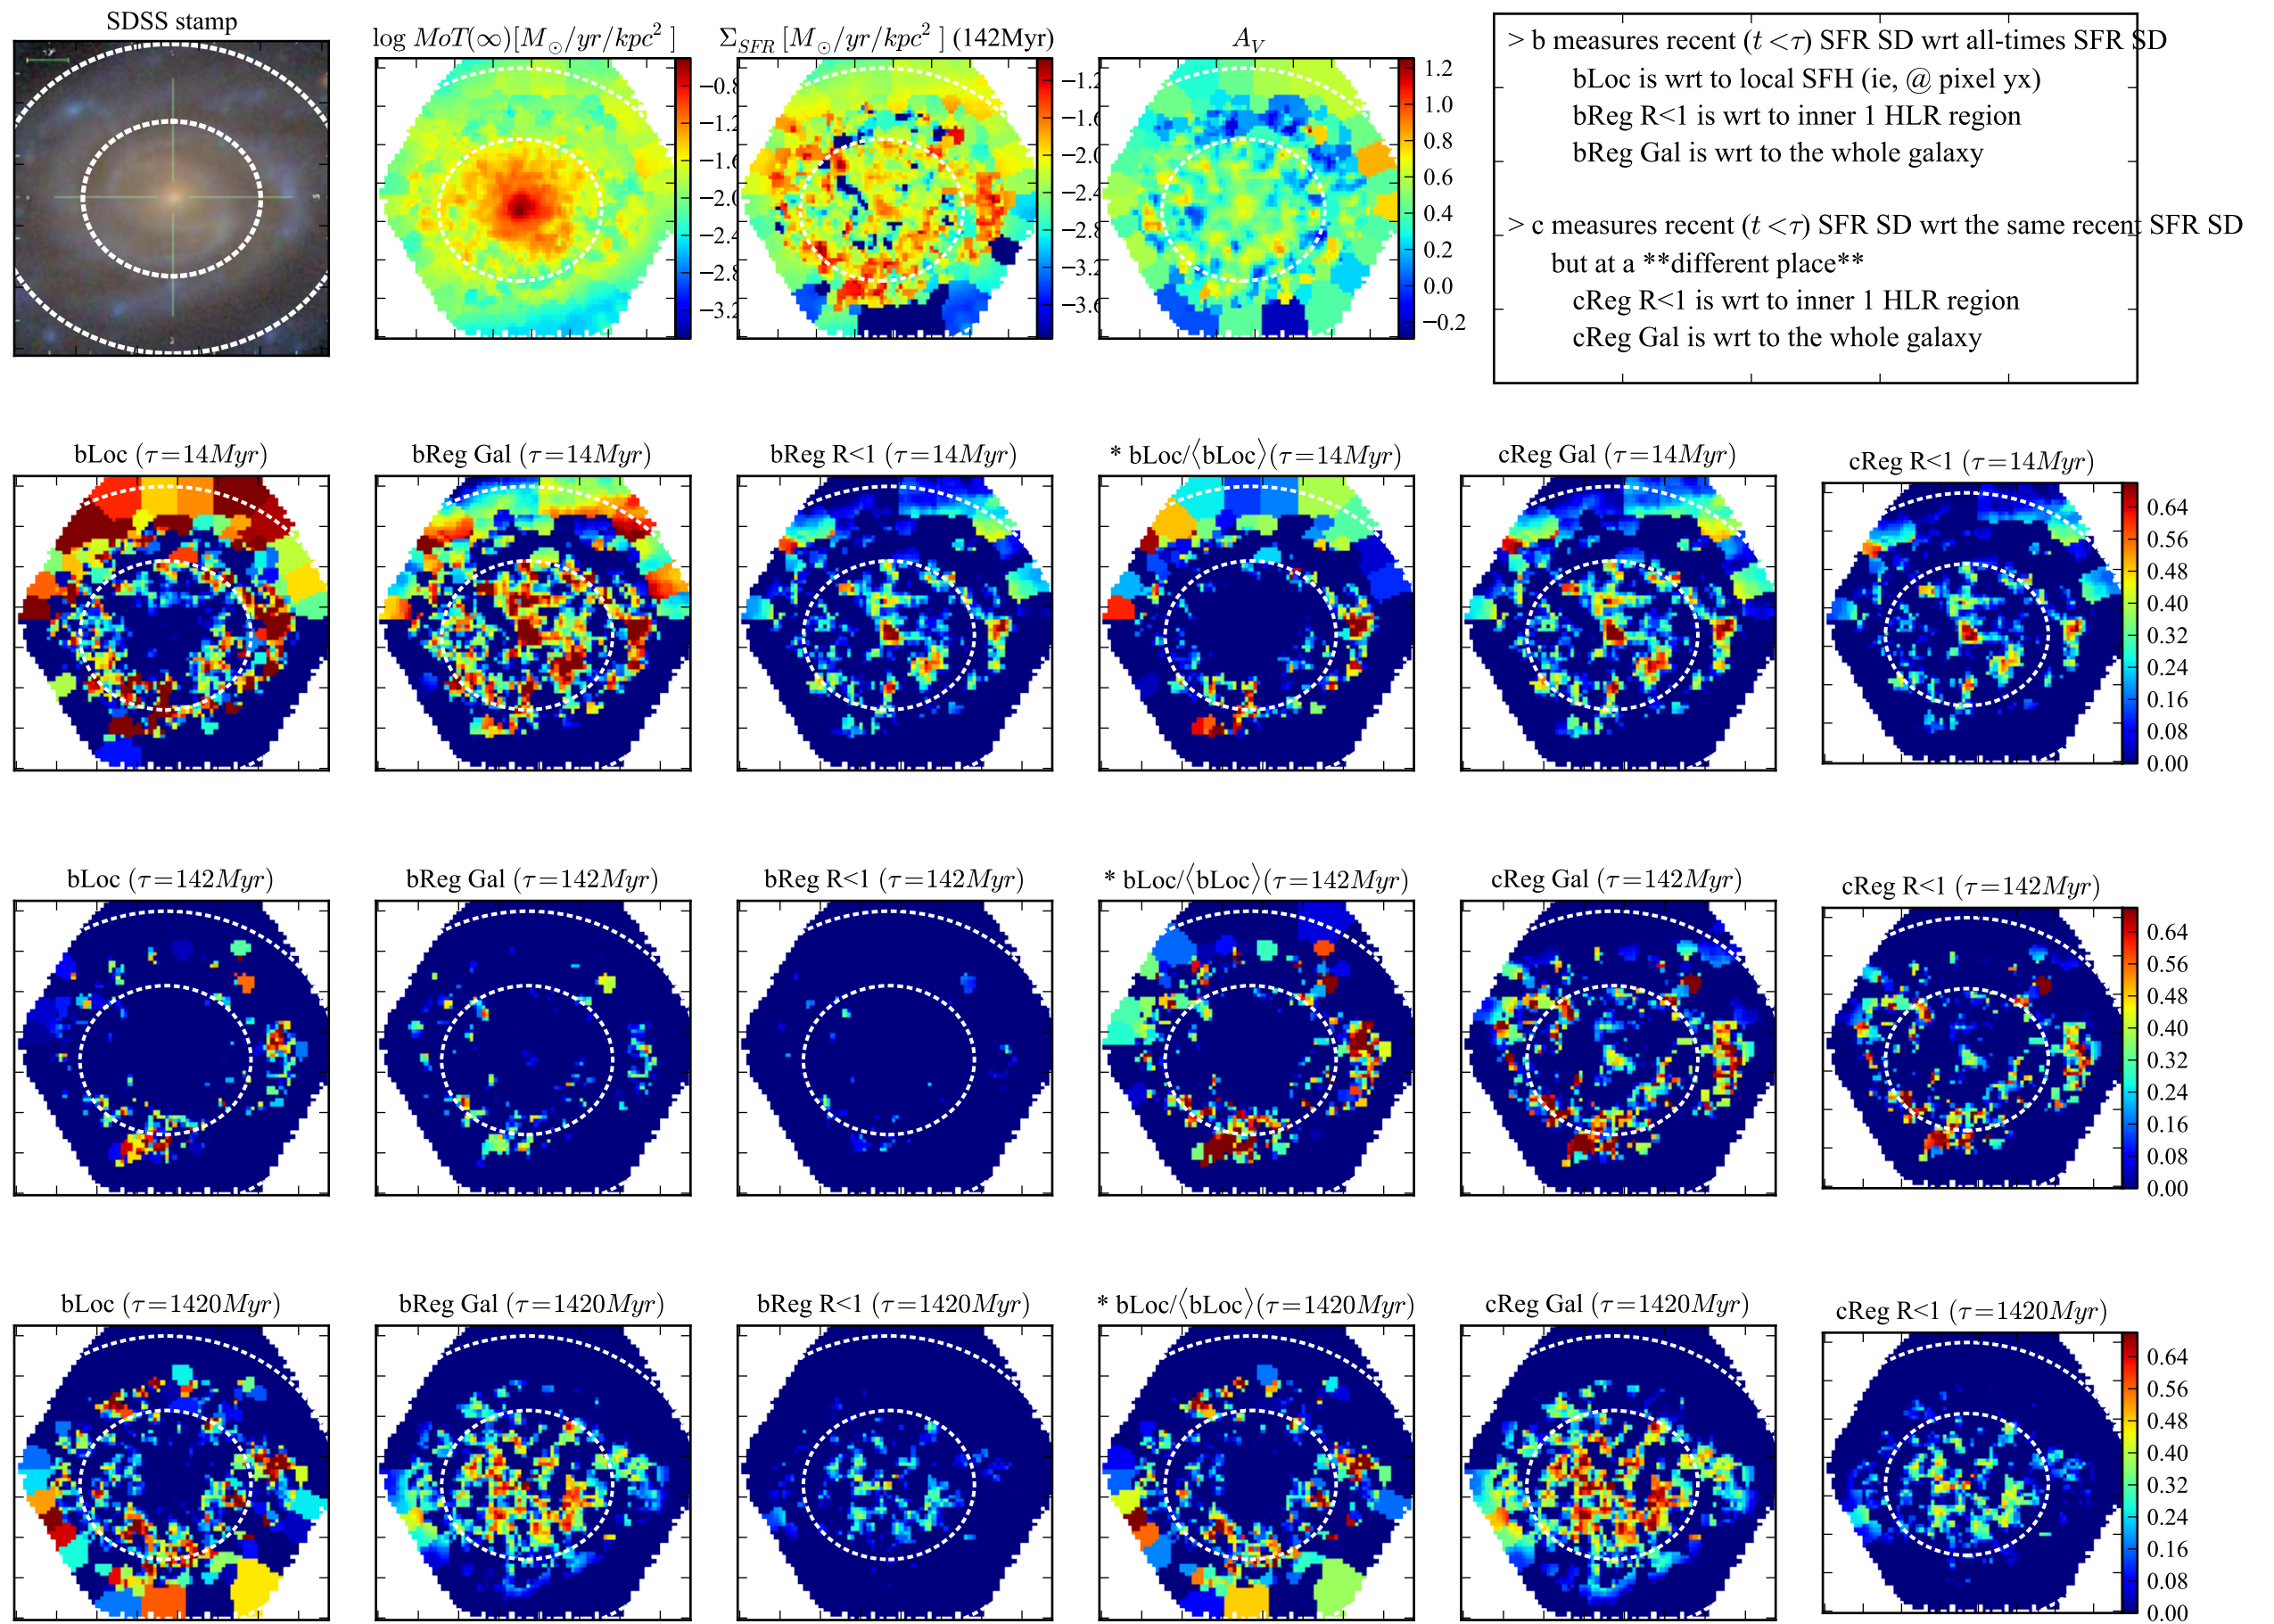 SDSS stamp
log MoT(∞)[M⊙/yr/kpc²]
Σ_SFR [M⊙/yr/kpc²] (142Myr)
A_V
−0.8
−1.2
−1.6
−2.0
−2.4
−2.8
−3.2
−1.2
−1.6
−2.0
−2.4
−2.8
−3.2
−3.6
1.2
1.0
0.8
0.6
0.4
0.2
0.0
−0.2
> b measures recent (t <τ) SFR SD wrt all-times SFR SD
bLoc is wrt to local SFH (ie, @ pixel yx)
bReg R<1 is wrt to inner 1 HLR region
bReg Gal is wrt to the whole galaxy
> c measures recent (t <τ) SFR SD wrt the same recent SFR SD
but at a **different place**
cReg R<1 is wrt to inner 1 HLR region
cReg Gal is wrt to the whole galaxy
bLoc (τ=14Myr)
bReg Gal (τ=14Myr)
bReg R<1 (τ=14Myr)
* bLoc/⟨bLoc⟩(τ=14Myr)
cReg Gal (τ=14Myr)
cReg R<1 (τ=14Myr)
0.64
0.56
0.48
0.40
0.32
0.24
0.16
0.08
0.00
bLoc (τ=142Myr)
bReg Gal (τ=142Myr)
bReg R<1 (τ=142Myr)
* bLoc/⟨bLoc⟩(τ=142Myr)
cReg Gal (τ=142Myr)
cReg R<1 (τ=142Myr)
0.64
0.56
0.48
0.40
0.32
0.24
0.16
0.08
0.00
bLoc (τ=1420Myr)
bReg Gal (τ=1420Myr)
bReg R<1 (τ=1420Myr)
* bLoc/⟨bLoc⟩(τ=1420Myr)
cReg Gal (τ=1420Myr)
cReg R<1 (τ=1420Myr)
0.64
0.56
0.48
0.40
0.32
0.24
0.16
0.08
0.00